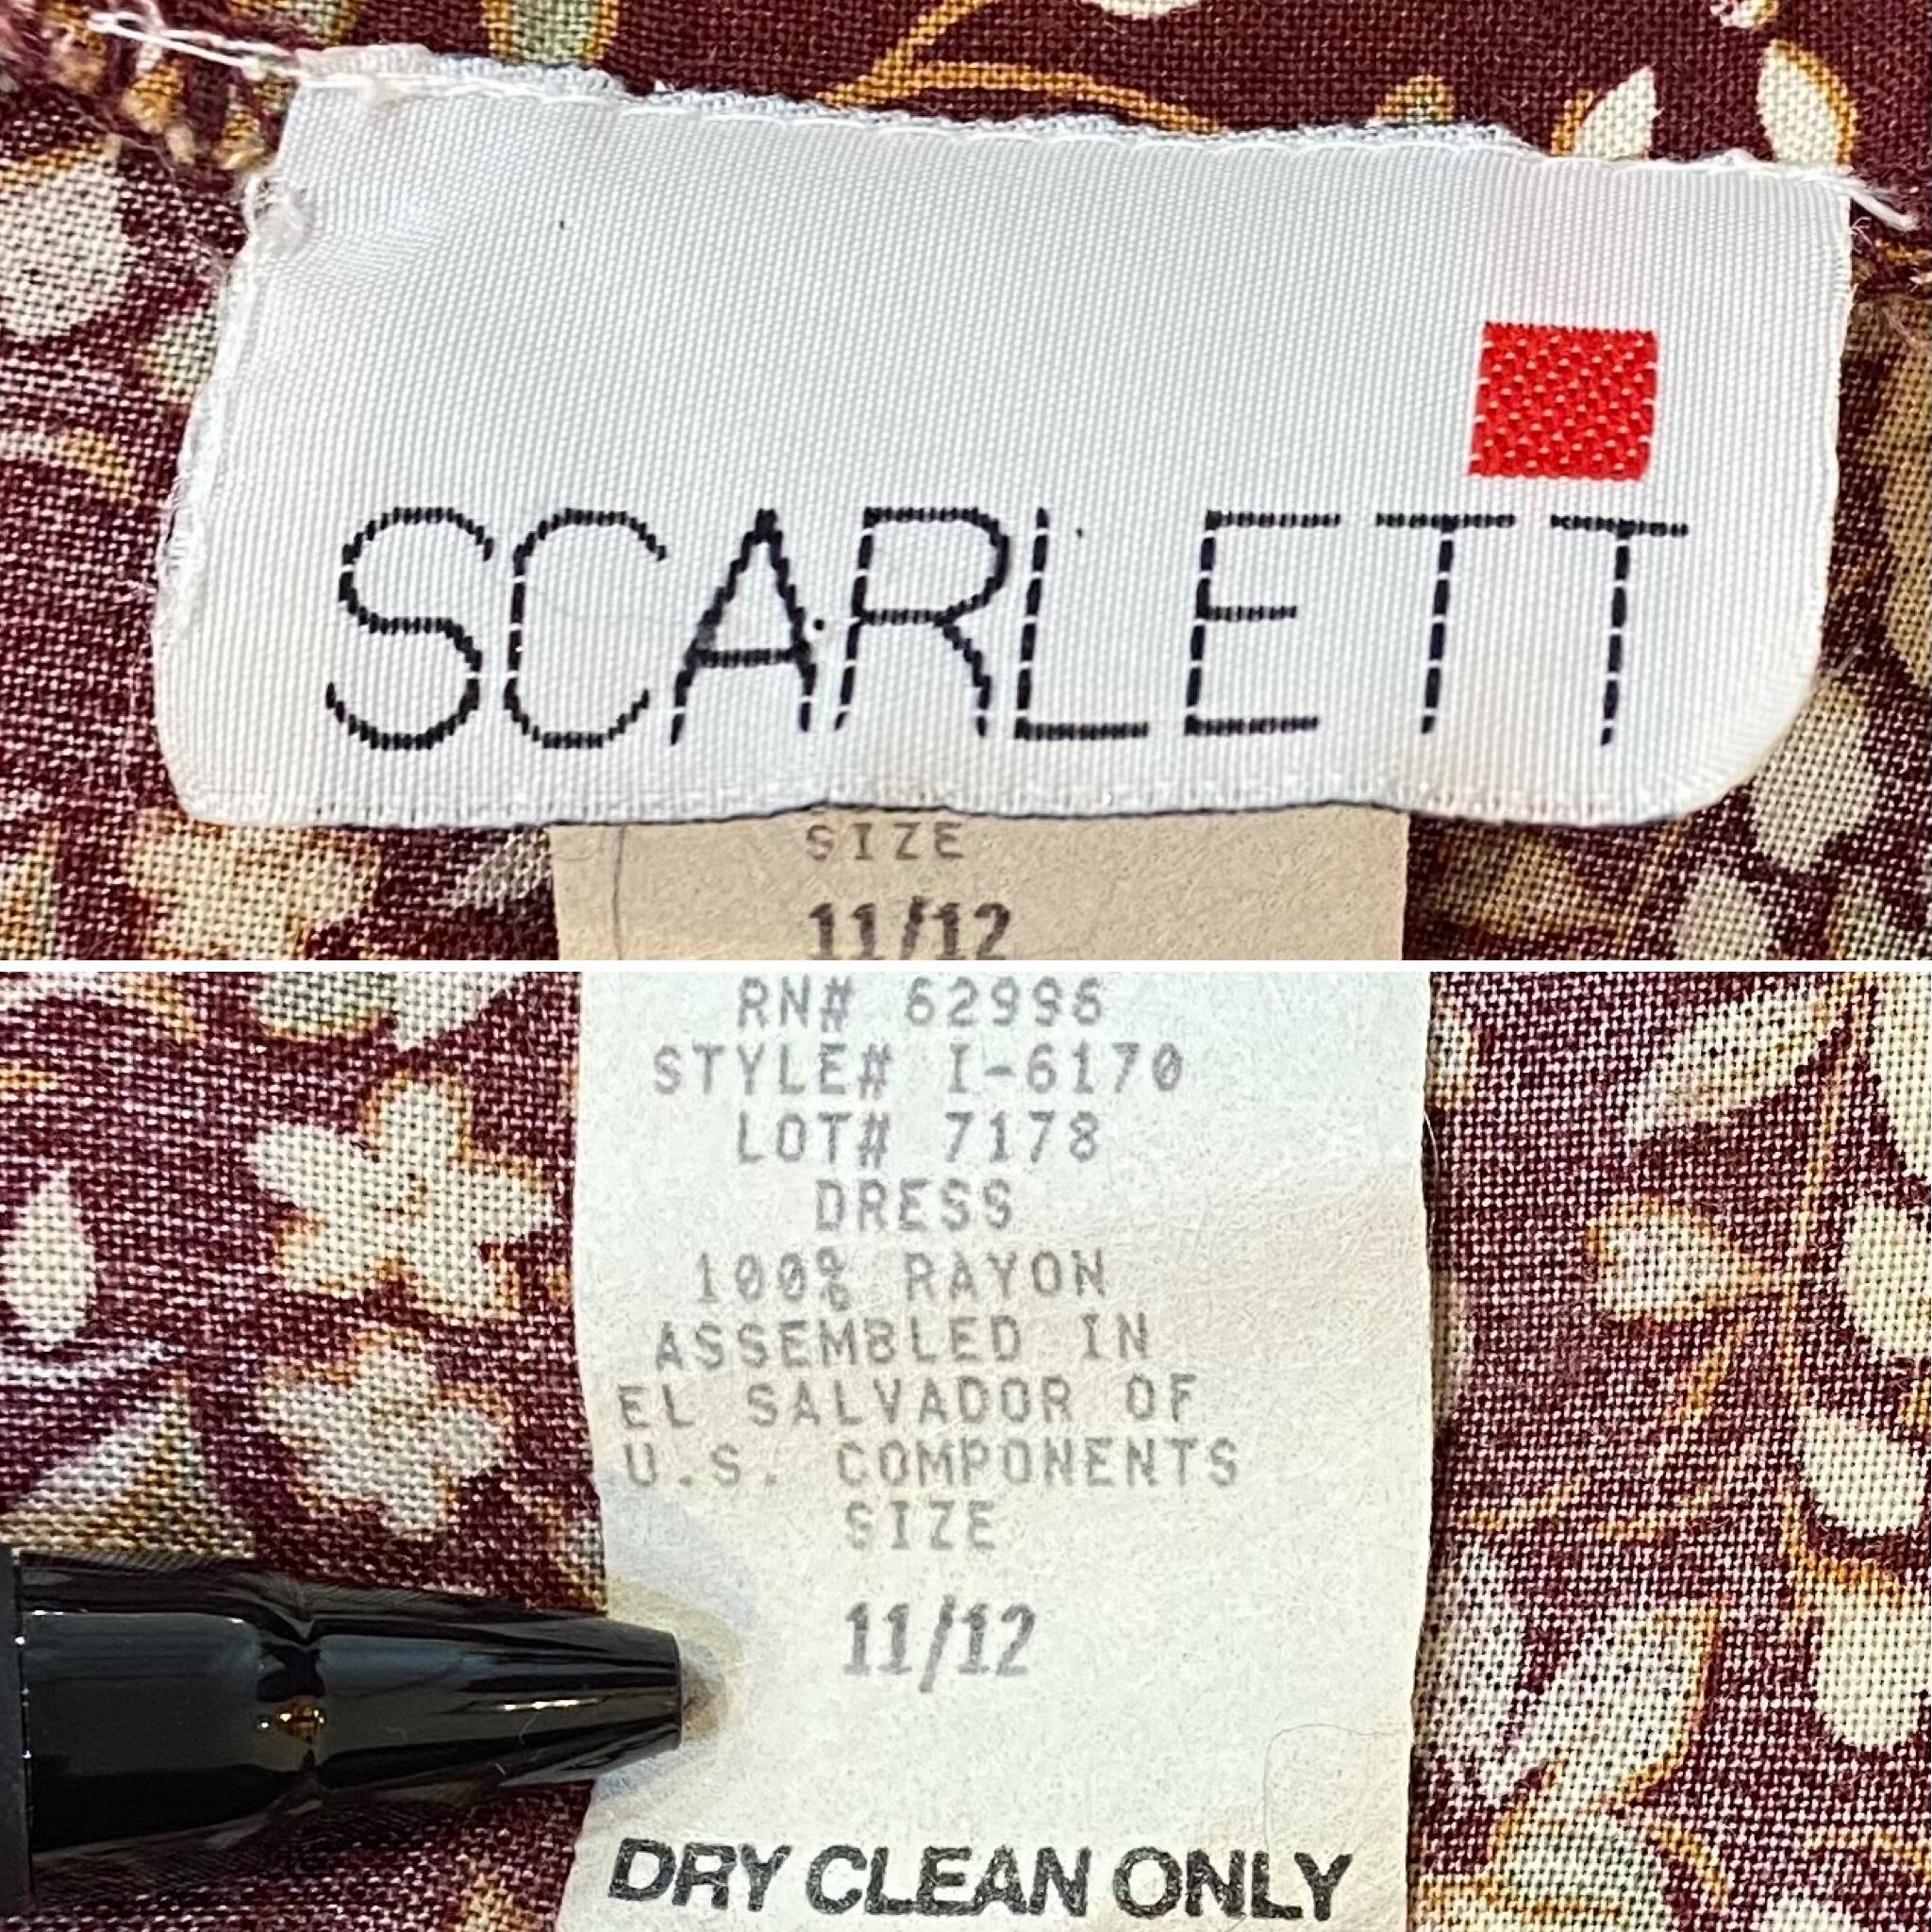 SCARLETT
SIZE
11/12
RN# 62996
STYLE# I-6170
LOT# 7178
DRESS
100% RAYON
ASSEMBLED IN
EL SALVADOR OF
U.S. COMPONENTS
SIZE
11/12
DRY CLEAN ONLY